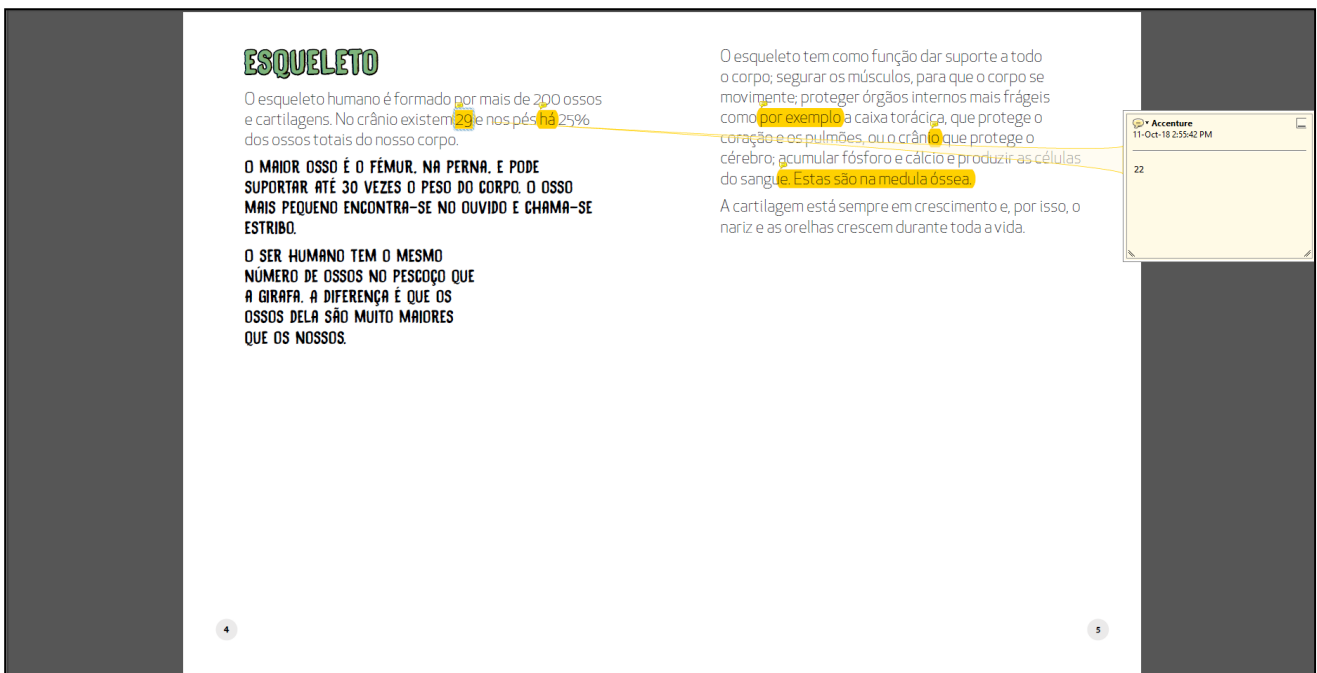 ESQUELETO
O esqueleto humano é formado por mais de 200 ossos
e cartilagens. No crânio existem 29 e nos pés há 25%
dos ossos totais do nosso corpo.
O MAIOR OSSO É O FÉMUR, NA PERNA, E PODE
SUPORTAR ATÉ 30 VEZES O PESO DO CORPO. O OSSO
MAIS PEQUENO ENCONTRA-SE NO OUVIDO E CHAMA-SE
ESTRIBO.
O SER HUMANO TEM O MESMO
NÚMERO DE OSSOS NO PESCOÇO QUE
A GIRAFA. A DIFERENÇA É QUE OS
OSSOS DELA SÃO MUITO MAIORES
QUE OS NOSSOS.
4
O esqueleto tem como função dar suporte a todo
o corpo; segurar os músculos, para que o corpo se
movimente; proteger órgãos internos mais frágeis
como por exemplo a caixa torácica, que protege o
coração e os pulmões, ou o crânio que protege o
cérebro; acumular fósforo e cálcio e produzir as células
do sangue. Estas são na medula óssea.
A cartilagem está sempre em crescimento e, por isso, o
nariz e as orelhas crescem durante toda a vida.
5
Accenture
11-Oct-18 2:55:42 PM
22